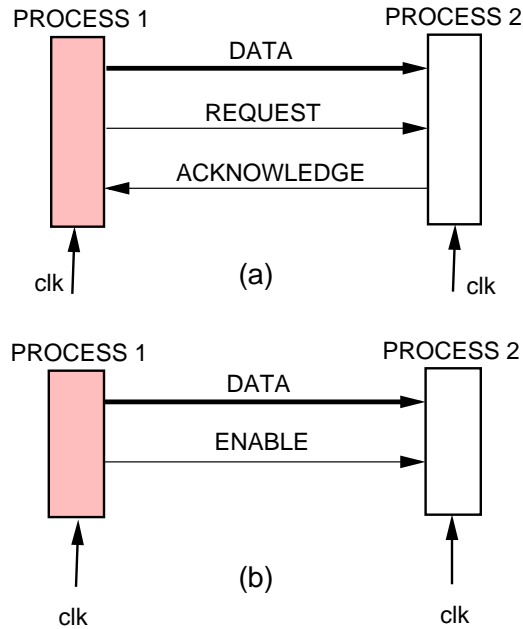 PROCESS 1
PROCESS 2
DATA
REQUEST
ACKNOWLEDGE
clk
(a)
clk
PROCESS 1
PROCESS 2
DATA
ENABLE
(b)
clk
clk